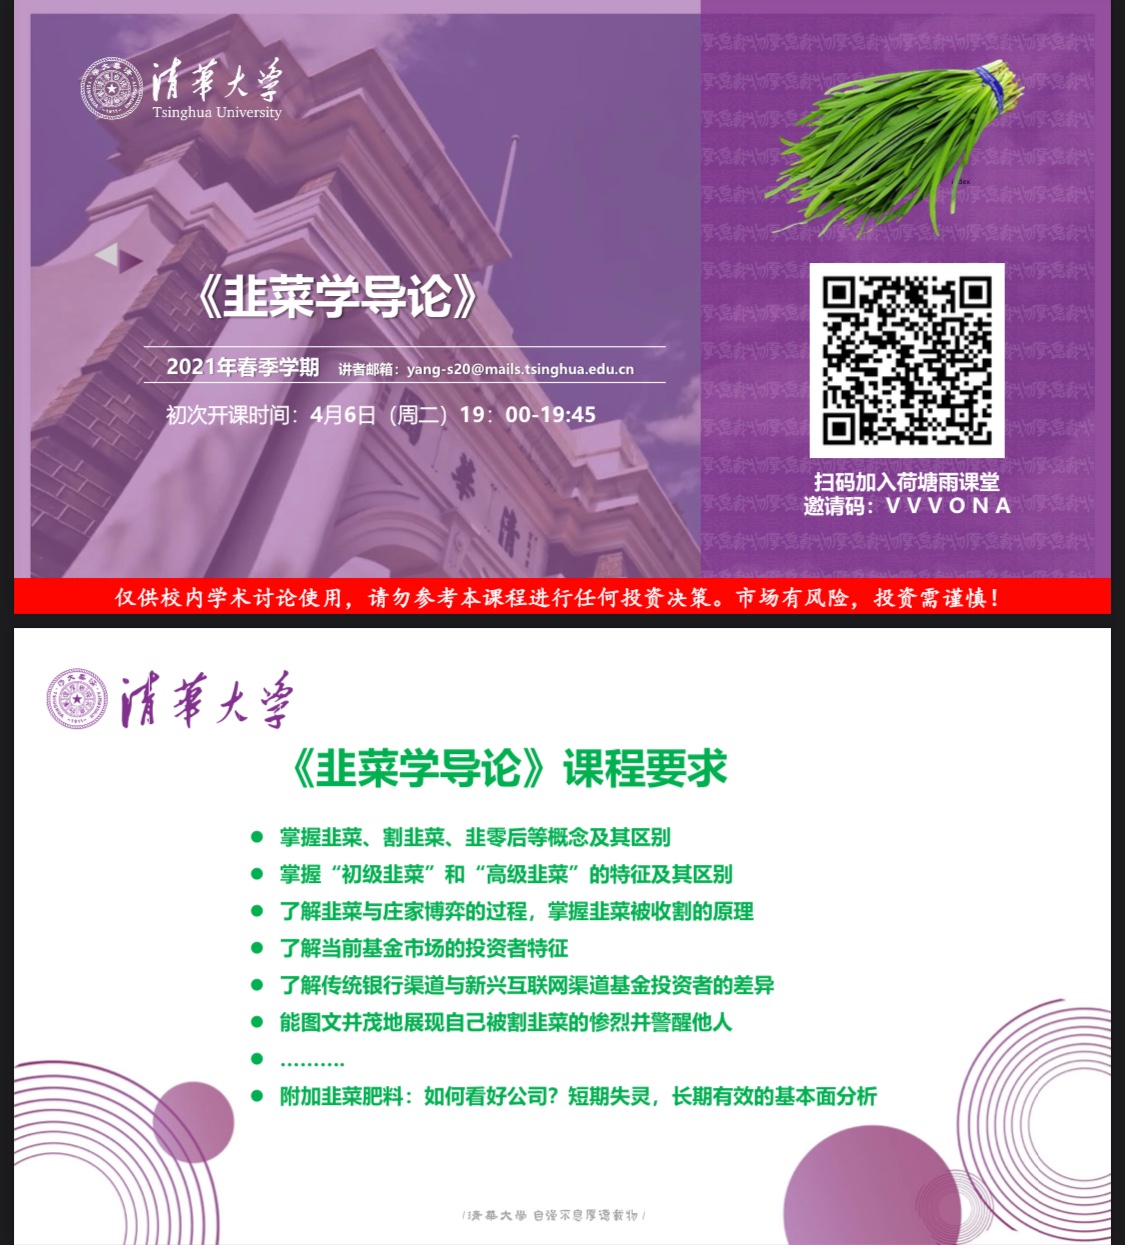 清華大学
Tsinghua University
《韭菜学导论》
2021年春季学期 讲者邮箱：yang-s20@mails.tsinghua.edu.cn
初次开课时间：4月6日（周二）19：00-19:45
扫码加入荷塘雨课堂
邀请码：V V V O N A
仅供校内学术讨论使用，请勿参考本课程进行任何投资决策。市场有风险，投资需谨慎！
清華大学
《韭菜学导论》课程要求
● 掌握韭菜、割韭菜、韭零后等概念及其区别
● 掌握“初级韭菜”和“高级韭菜”的特征及其区别
● 了解韭菜与庄家博弈的过程，掌握韭菜被收割的原理
● 了解当前基金市场的投资者特征
● 了解传统银行渠道与新兴互联网渠道基金投资者的差异
● 能图文并茂地展现自己被割韭菜的惨烈并警醒他人
● ..........
● 附加韭菜肥料：如何看好公司？短期失灵，长期有效的基本面分析
清華大學 自强不息厚德载物